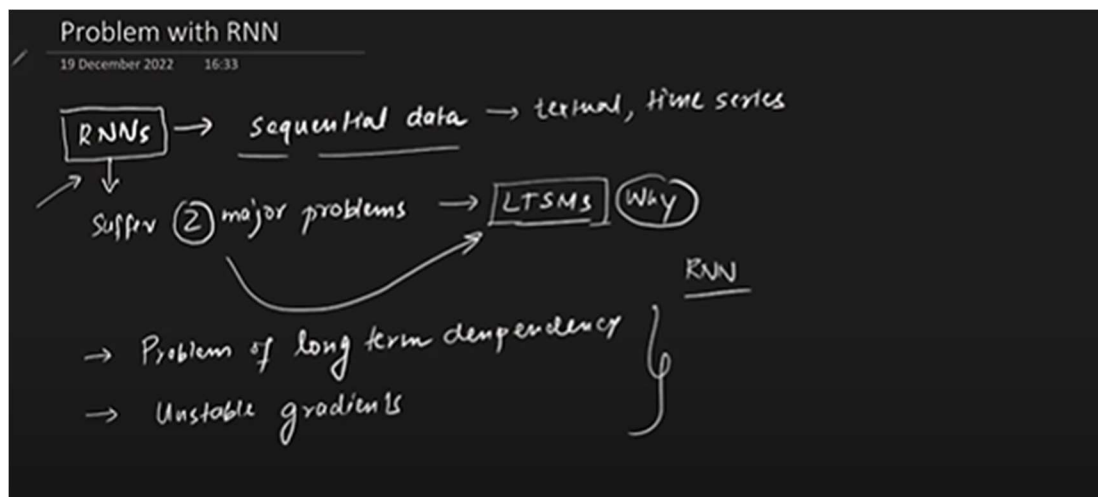 Problem with RNN
19 December 2022 16:33
RNNs → sequential data → textual, time series
Suffer 2 major problems → LTSMs Why
RNN
→ Problem of long term denpendency
→ Unstable gradients